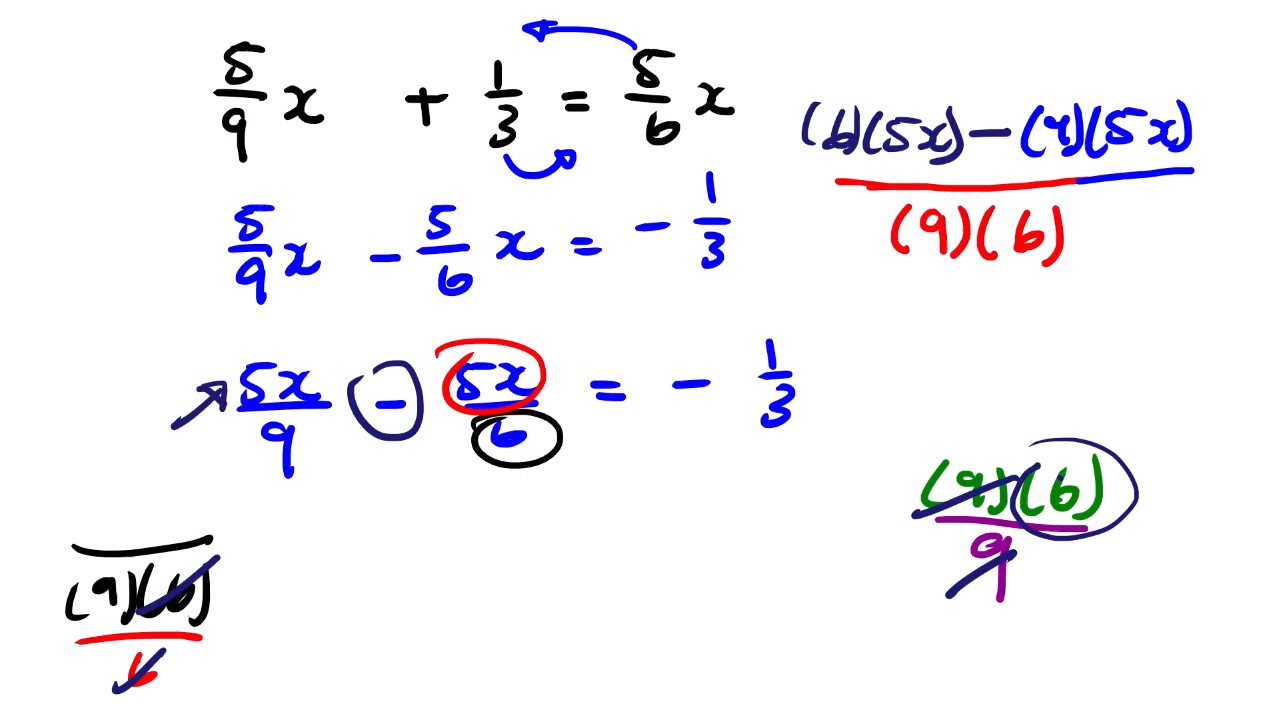 5/9 x + 1/3 = 5/6 x
(6)(5x) - (9)(5x) / (9)(6)
5/9 x - 5/6 x = - 1/3
5x/9 - 5x/6 = - 1/3
(9)(6) / 9
(9)(6) / 6